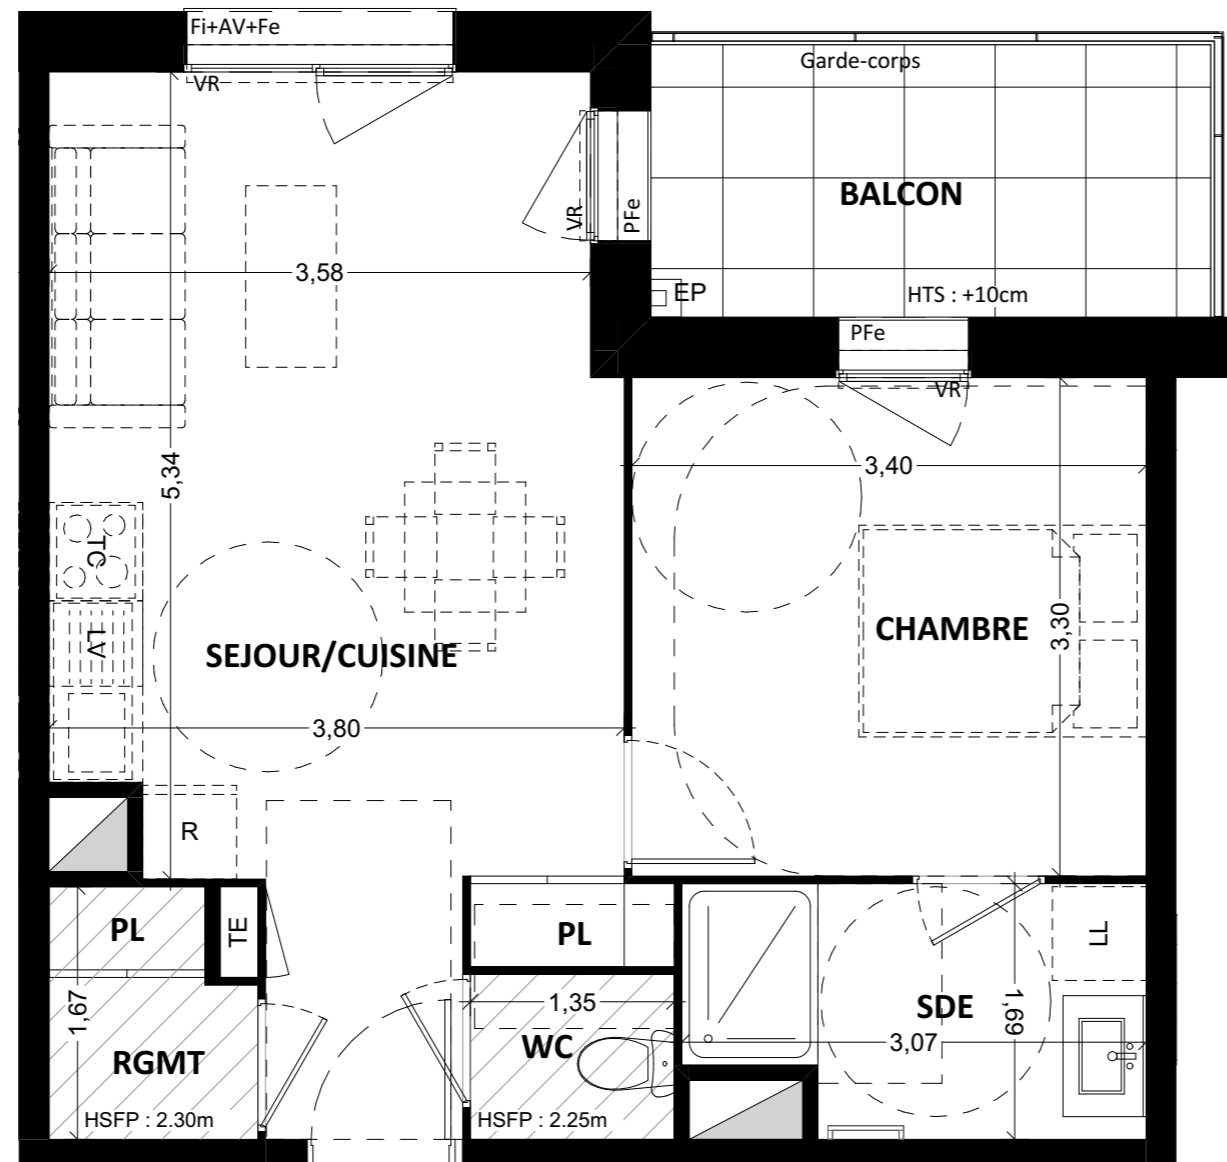 Fi+AV+Fe
VR
Garde-corps
BALCON
VR
PFe
3,58
EP
HTS : +10cm
PFe
VR
5,34
3,40
TC
LV
SEJOUR/CUISINE
CHAMBRE
3,30
3,80
R
PL
TE
PL
LL
1,67
1,35
SDE
1,69
RGMT
WC
3,07
HSFP : 2.30m
HSFP : 2.25m